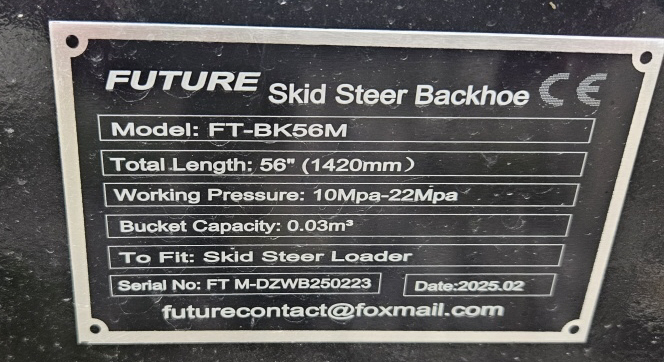 FUTURE Skid Steer Backhoe CE
Model: FT-BK56M
Total Length: 56" (1420mm）
Working Pressure: 10Mpa-22Mpa
Bucket Capacity: 0.03m³
To Fit: Skid Steer Loader
Serial No: FT M-DZWB250223 Date:2025.02
futurecontact@foxmail.com